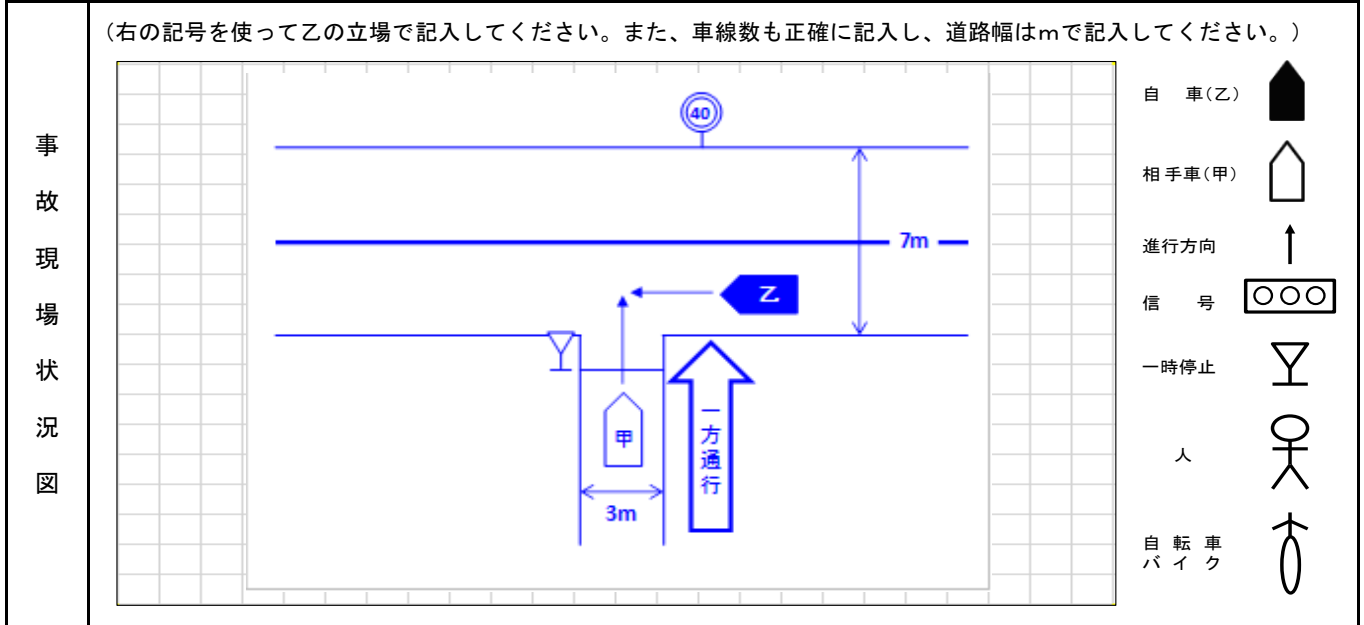 (右の記号を使って乙の立場で記入してください。また、車線数も正確に記入し、道路幅はmで記入してください。)
事故現場状況図
40
7m
乙
甲
一方通行
3m
自 車(乙)
相手車(甲)
進行方向
信 号
一時停止
人
自転車
バイク